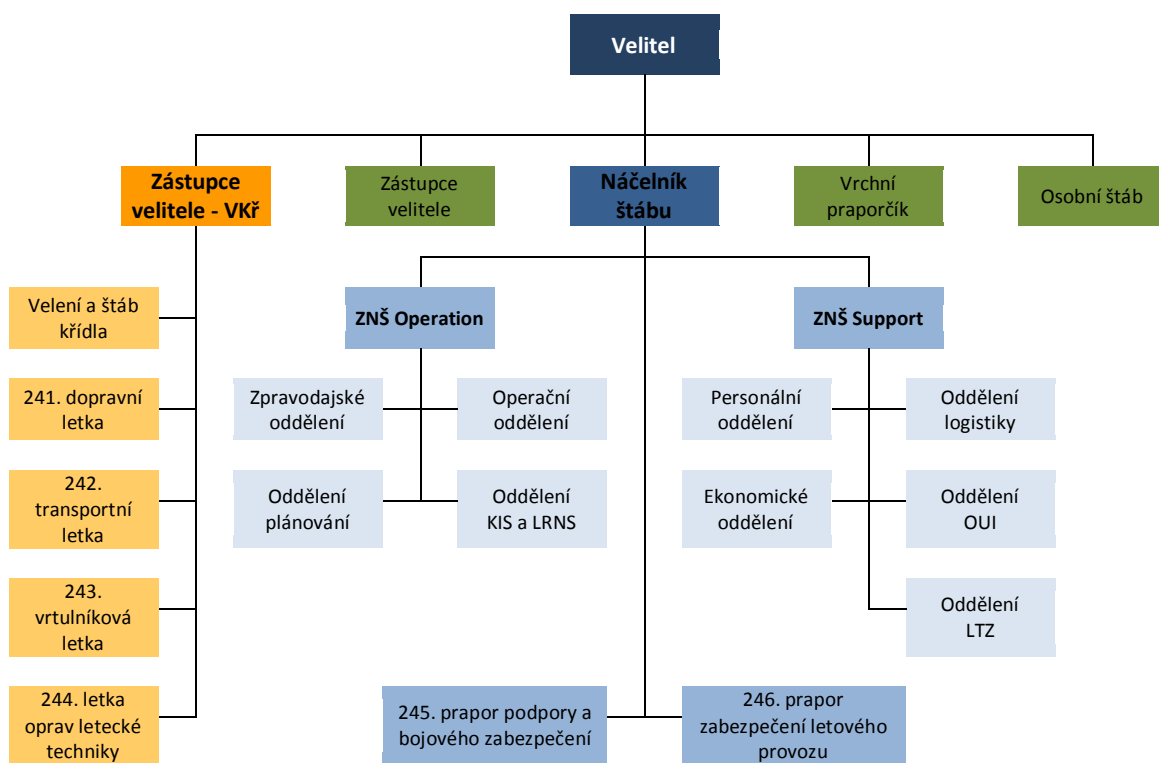 Velitel
Zástupce
velitele - VKř
Zástupce
velitele
Náčelník
štábu
Vrchní
praporčík
Osobní štáb
Velení a štáb
křídla
241. dopravní
letka
242.
transportní
letka
243.
vrtulníková
letka
244. letka
oprav letecké
techniky
ZNŠ Operation
Zpravodajské
oddělení
Operační
oddělení
Oddělení
plánování
Oddělení
KIS a LRNS
ZNŠ Support
Personální
oddělení
Oddělení
logistiky
Ekonomické
oddělení
Oddělení
OUI
Oddělení
LTZ
245. prapor podpory a
bojového zabezpečení
246. prapor
zabezpečení letového
provozu